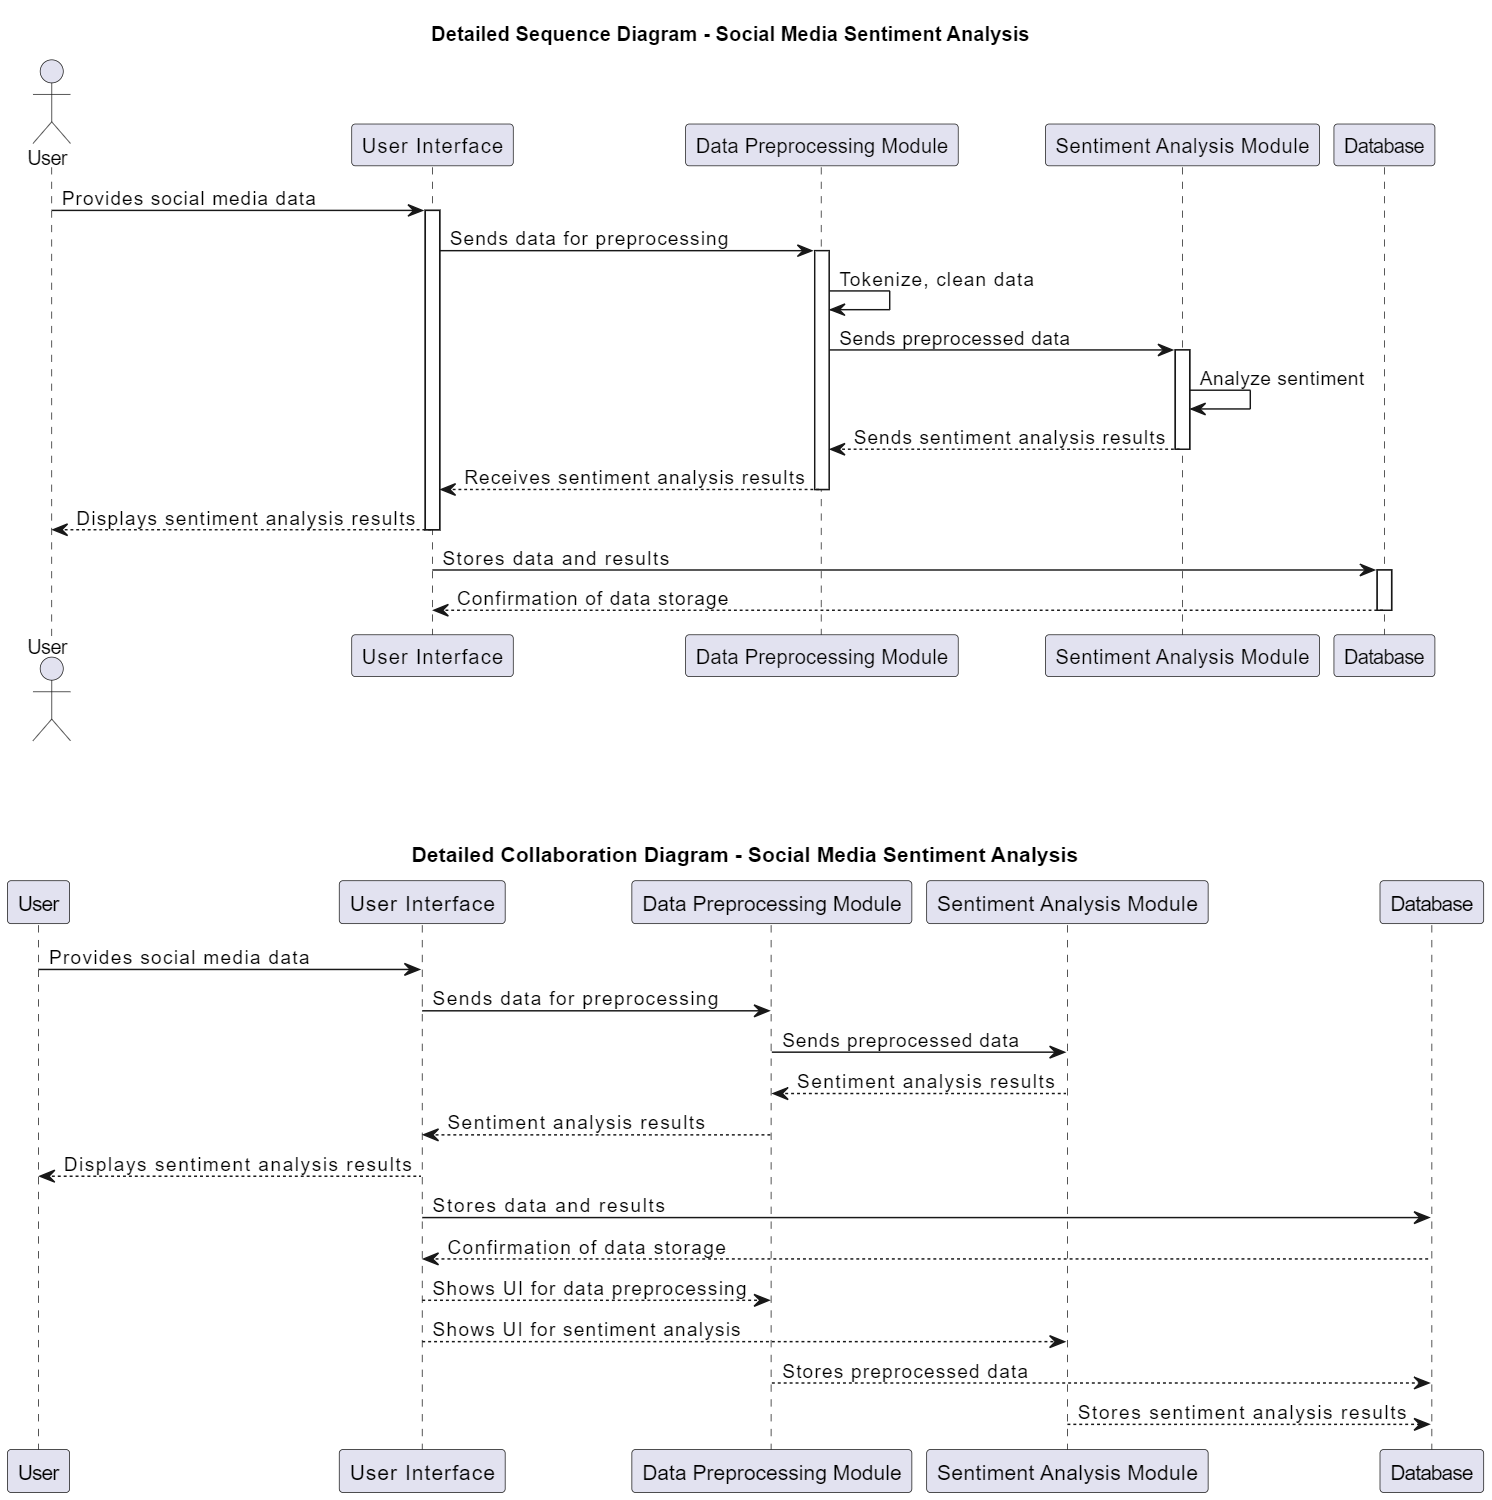 Detailed Sequence Diagram - Social Media Sentiment Analysis
User
User Interface
Data Preprocessing Module
Sentiment Analysis Module
Database
Provides social media data
Sends data for preprocessing
Tokenize, clean data
Sends preprocessed data
Analyze sentiment
Sends sentiment analysis results
Receives sentiment analysis results
Displays sentiment analysis results
Stores data and results
Confirmation of data storage
User
User Interface
Data Preprocessing Module
Sentiment Analysis Module
Database
Detailed Collaboration Diagram - Social Media Sentiment Analysis
User
User Interface
Data Preprocessing Module
Sentiment Analysis Module
Database
Provides social media data
Sends data for preprocessing
Sends preprocessed data
Sentiment analysis results
Sentiment analysis results
Displays sentiment analysis results
Stores data and results
Confirmation of data storage
Shows UI for data preprocessing
Shows UI for sentiment analysis
Stores preprocessed data
Stores sentiment analysis results
User
User Interface
Data Preprocessing Module
Sentiment Analysis Module
Database